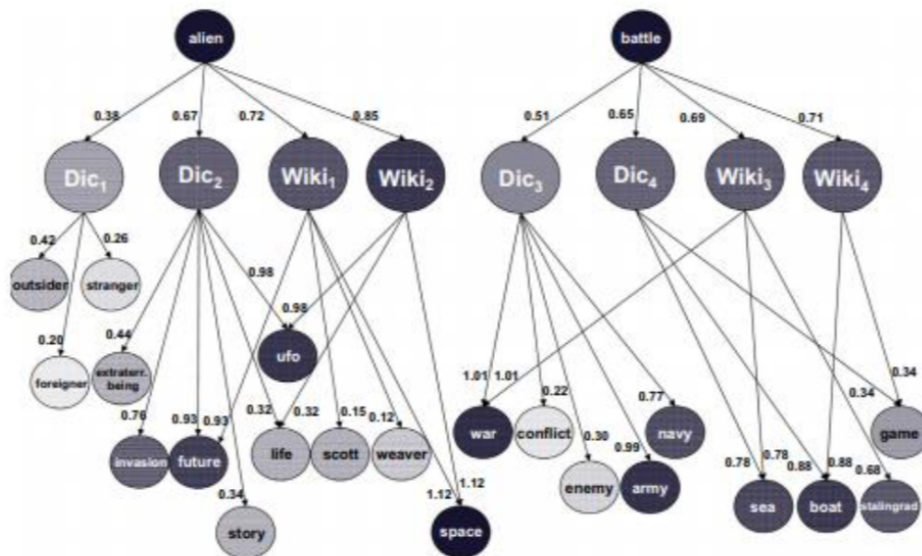 alien battle
0.38 0.67 0.72 0.85 0.51 0.65 0.69 0.71
Dic1 Dic2 Wiki1 Wiki2 Dic3 Dic4 Wiki3 Wiki4
0.42 0.26
outsider stranger
0.98 0.98
0.20 0.44
ufo
foreigner extraterr. being
1.01 1.01 0.22 0.77 0.34 0.34
0.76 0.93 0.93 0.32 0.32 0.15 0.12
war conflict navy game
0.30 0.99
invasion future life scott weaver
0.78 0.78 0.88 0.88 0.68
enemy army
0.34 1.12 1.12
sea boat stalingrad
story space